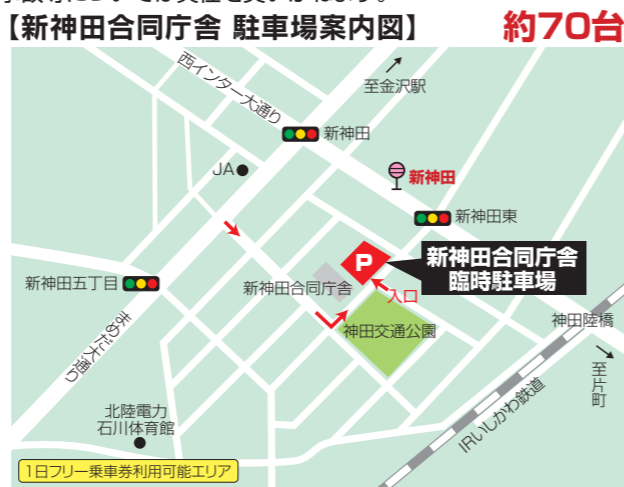 【新神田合同庁舎 駐車場案内図】
約70台
西インター大通り
至金沢駅
新神田
JA
新神田
新神田東
P
新神田合同庁舎
臨時駐車場
新神田五丁目
新神田合同庁舎
入口
神田交通公園
神田陸橋
まめだ大通り
至片町
北陸電力
石川体育館
IRいしかわ鉄道
1日フリー乗車券利用可能エリア